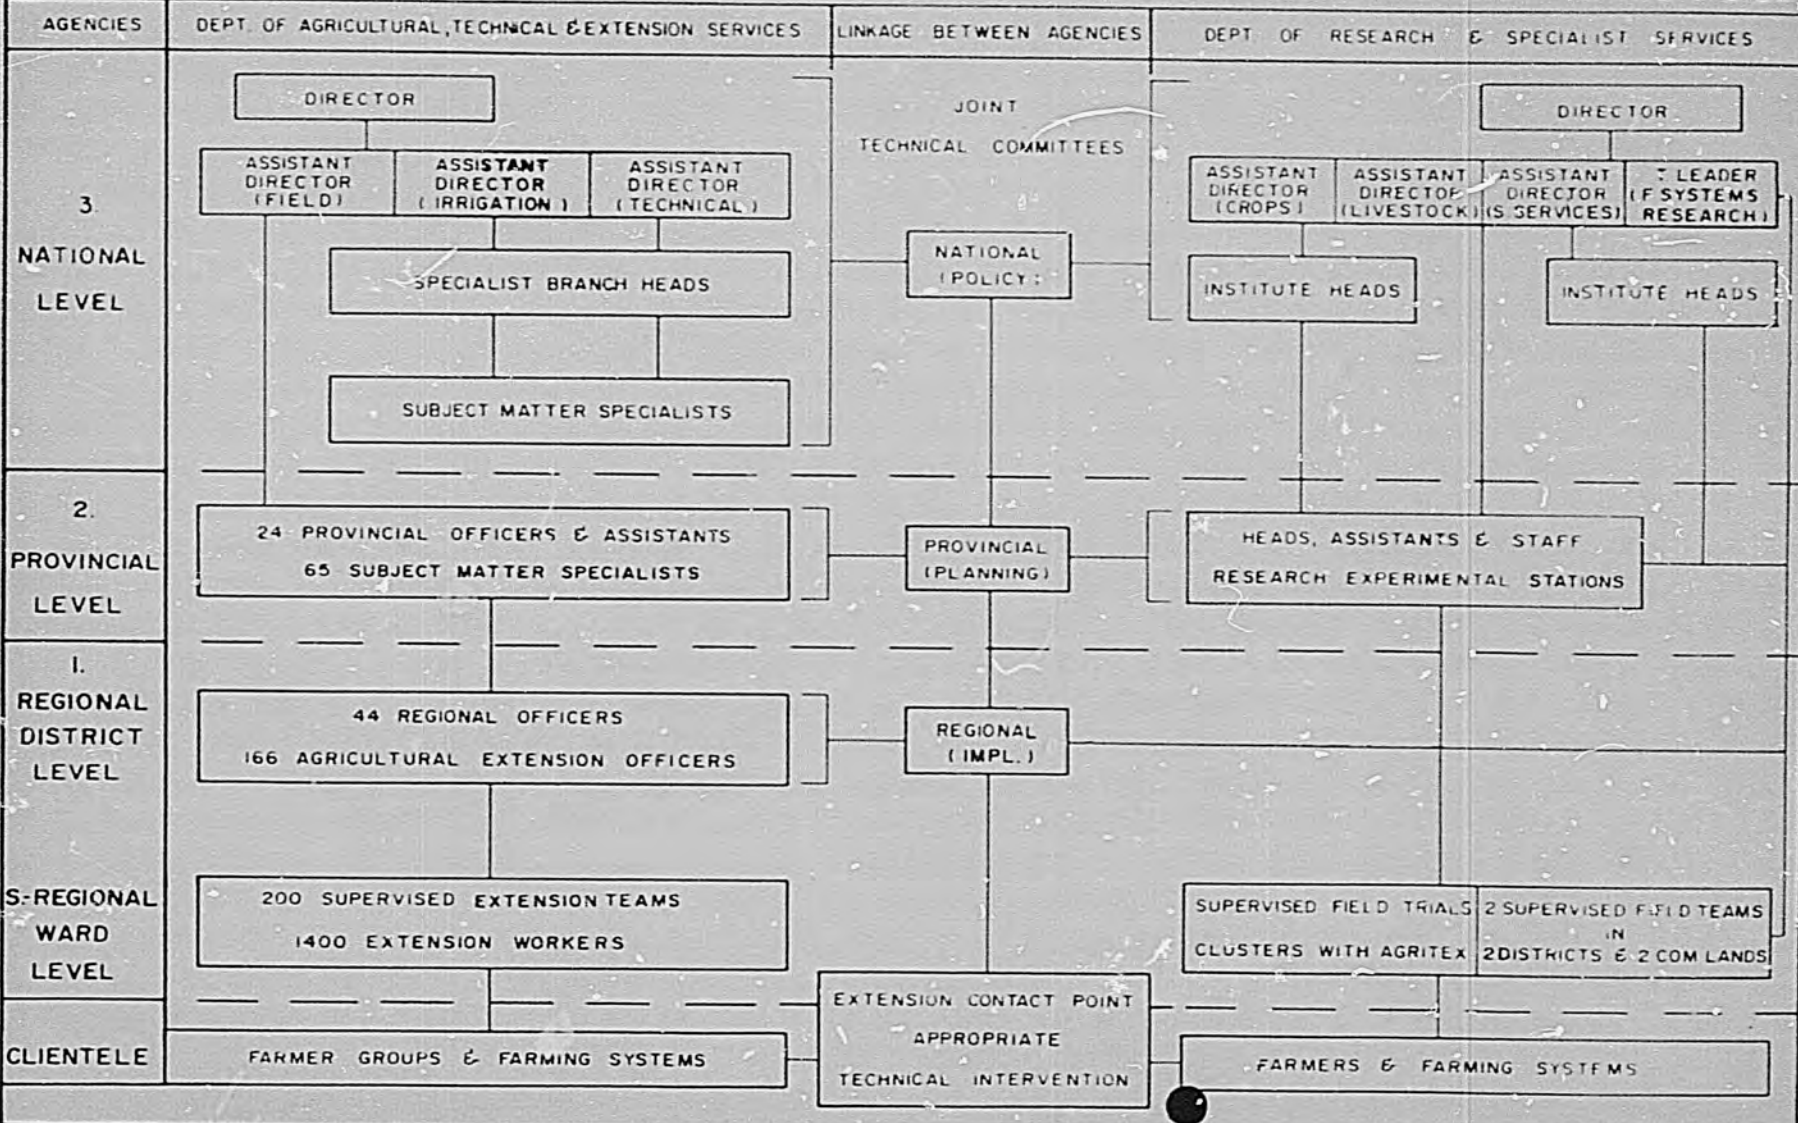 AGENCIES
DEPT. OF AGRICULTURAL, TECHNICAL & EXTENSION SERVICES
LINKAGE BETWEEN AGENCIES
DEPT. OF RESEARCH & SPECIALIST SERVICES
3.
NATIONAL
LEVEL
DIRECTOR
ASSISTANT
DIRECTOR
(FIELD)
ASSISTANT
DIRECTOR
(IRRIGATION)
ASSISTANT
DIRECTOR
(TECHNICAL)
SPECIALIST BRANCH HEADS
SUBJECT MATTER SPECIALISTS
JOINT
TECHNICAL COMMITTEES
NATIONAL
(POLICY)
DIRECTOR
ASSISTANT
DIRECTOR
(CROPS)
ASSISTANT
DIRECTOR
(LIVESTOCK)
ASSISTANT
DIRECTOR
(S SERVICES)
LEADER
(F SYSTEMS
RESEARCH)
INSTITUTE HEADS
INSTITUTE HEADS
2.
PROVINCIAL
LEVEL
24 PROVINCIAL OFFICERS & ASSISTANTS
65 SUBJECT MATTER SPECIALISTS
PROVINCIAL
(PLANNING)
HEADS, ASSISTANTS & STAFF
RESEARCH EXPERIMENTAL STATIONS
1.
REGIONAL
DISTRICT
LEVEL
44 REGIONAL OFFICERS
166 AGRICULTURAL EXTENSION OFFICERS
REGIONAL
(IMPL.)
S.-REGIONAL
WARD
LEVEL
200 SUPERVISED EXTENSION TEAMS
1400 EXTENSION WORKERS
SUPERVISED FIELD TRIALS
CLUSTERS WITH AGRITEX
2 SUPERVISED FIELD TEAMS
IN
2 DISTRICTS & 2 COM LANDS
EXTENSION CONTACT POINT
APPROPRIATE
TECHNICAL INTERVENTION
CLIENTELE
FARMER GROUPS & FARMING SYSTEMS
FARMERS & FARMING SYSTEMS